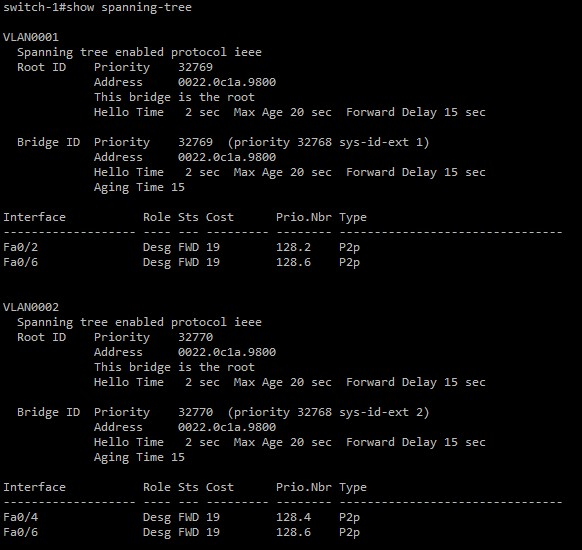 switch-1#show spanning-tree
VLAN0001
Spanning tree enabled protocol ieee
Root ID Priority 32769
Address 0022.0c1a.9800
This bridge is the root
Hello Time 2 sec Max Age 20 sec Forward Delay 15 sec
Bridge ID Priority 32769 (priority 32768 sys-id-ext 1)
Address 0022.0c1a.9800
Hello Time 2 sec Max Age 20 sec Forward Delay 15 sec
Aging Time 15
Interface Role Sts Cost Prio.Nbr Type
------------------- ---- --- --------- -------- --------------------------------
Fa0/2 Desg FWD 19 128.2 P2p
Fa0/6 Desg FWD 19 128.6 P2p
VLAN0002
Spanning tree enabled protocol ieee
Root ID Priority 32770
Address 0022.0c1a.9800
This bridge is the root
Hello Time 2 sec Max Age 20 sec Forward Delay 15 sec
Bridge ID Priority 32770 (priority 32768 sys-id-ext 2)
Address 0022.0c1a.9800
Hello Time 2 sec Max Age 20 sec Forward Delay 15 sec
Aging Time 15
Interface Role Sts Cost Prio.Nbr Type
------------------- ---- --- --------- -------- --------------------------------
Fa0/4 Desg FWD 19 128.4 P2p
Fa0/6 Desg FWD 19 128.6 P2p